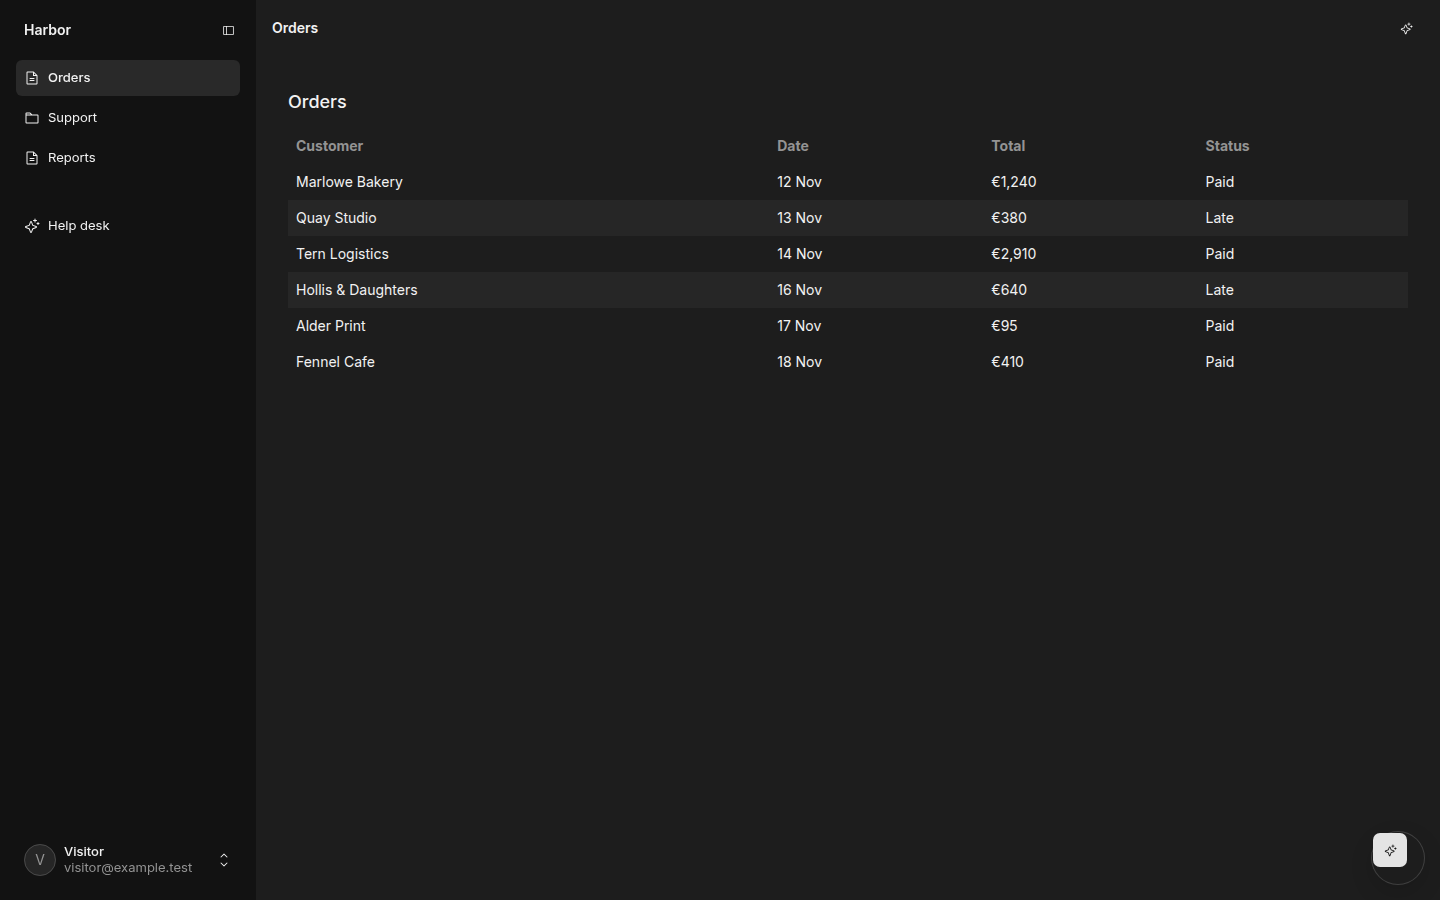 Harbor
Orders
Support
Reports
Help desk
Orders
Orders
Customer Date Total Status
Marlowe Bakery 12 Nov €1,240 Paid
Quay Studio 13 Nov €380 Late
Tern Logistics 14 Nov €2,910 Paid
Hollis & Daughters 16 Nov €640 Late
Alder Print 17 Nov €95 Paid
Fennel Cafe 18 Nov €410 Paid
V
Visitor
visitor@example.test